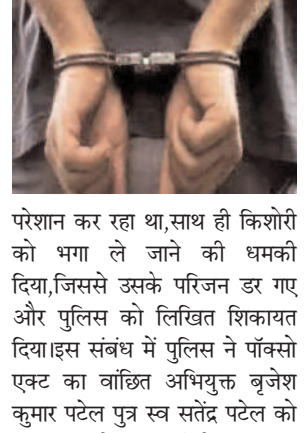 परेशान कर रहा था,साथ ही किशोरी
को भगा ले जाने की धमकी
दिया,जिससे उसके परिजन डर गए
और पुलिस को लिखित शिकायत
दिया।इस संबंध में पुलिस ने पॉक्सो
एक्ट का वांछित अभियुक्त बृजेश
कुमार पटेल पुत्र स्व सतेंद्र पटेल को